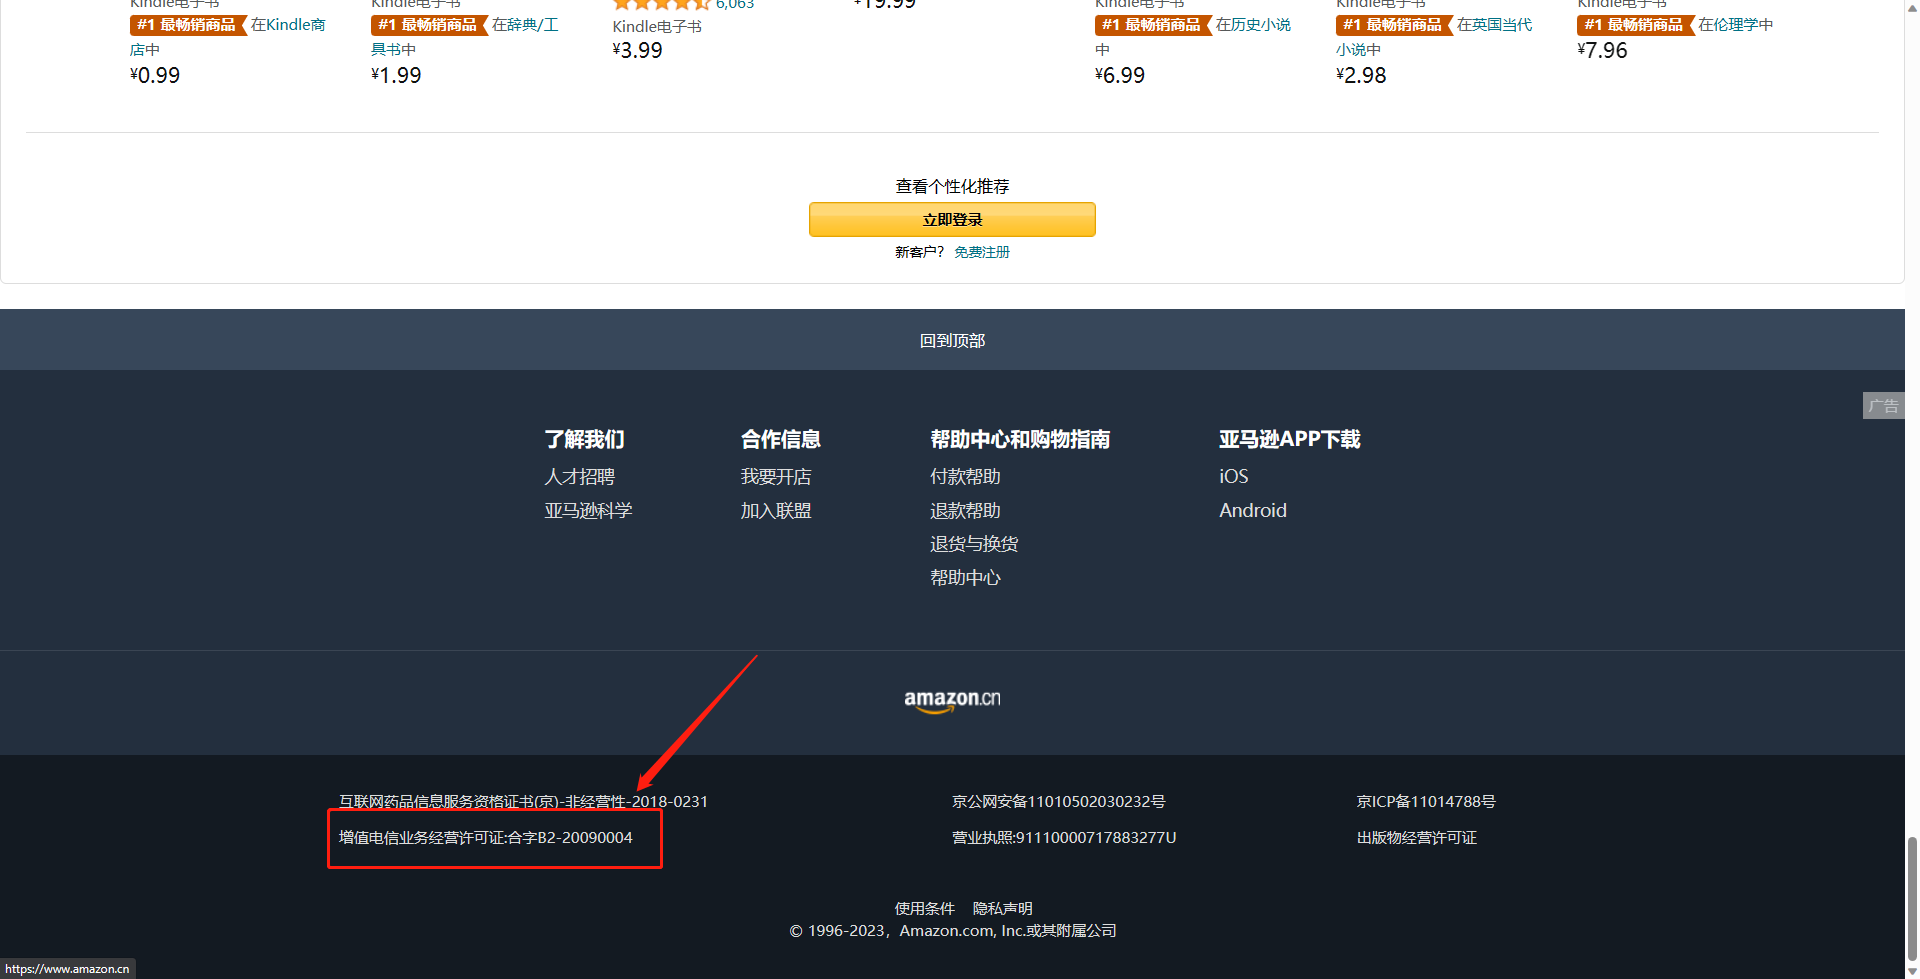 Kindle电子书
#1 最畅销商品 在Kindle商
店中
¥0.99
Kindle电子书
#1 最畅销商品 在辞典/工
具书中
¥1.99
6,063
Kindle电子书
¥3.99
¥19.99
Kindle电子书
#1 最畅销商品 在历史小说
中
¥6.99
Kindle电子书
#1 最畅销商品 在英国当代
小说中
¥2.98
Kindle电子书
#1 最畅销商品 在伦理学中
¥7.96
查看个性化推荐
立即登录
新客户? 免费注册
回到顶部
广告
了解我们
人才招聘
亚马逊科学
合作信息
我要开店
加入联盟
帮助中心和购物指南
付款帮助
退款帮助
退货与换货
帮助中心
亚马逊APP下载
iOS
Android
amazon.cn
互联网药品信息服务资格证书(京)-非经营性-2018-0231
京公网安备11010502030232号
京ICP备11014788号
增值电信业务经营许可证:合字B2-20090004
营业执照:91110000717883277U
出版物经营许可证
使用条件 隐私声明
© 1996-2023, Amazon.com, Inc.或其附属公司
https://www.amazon.cn